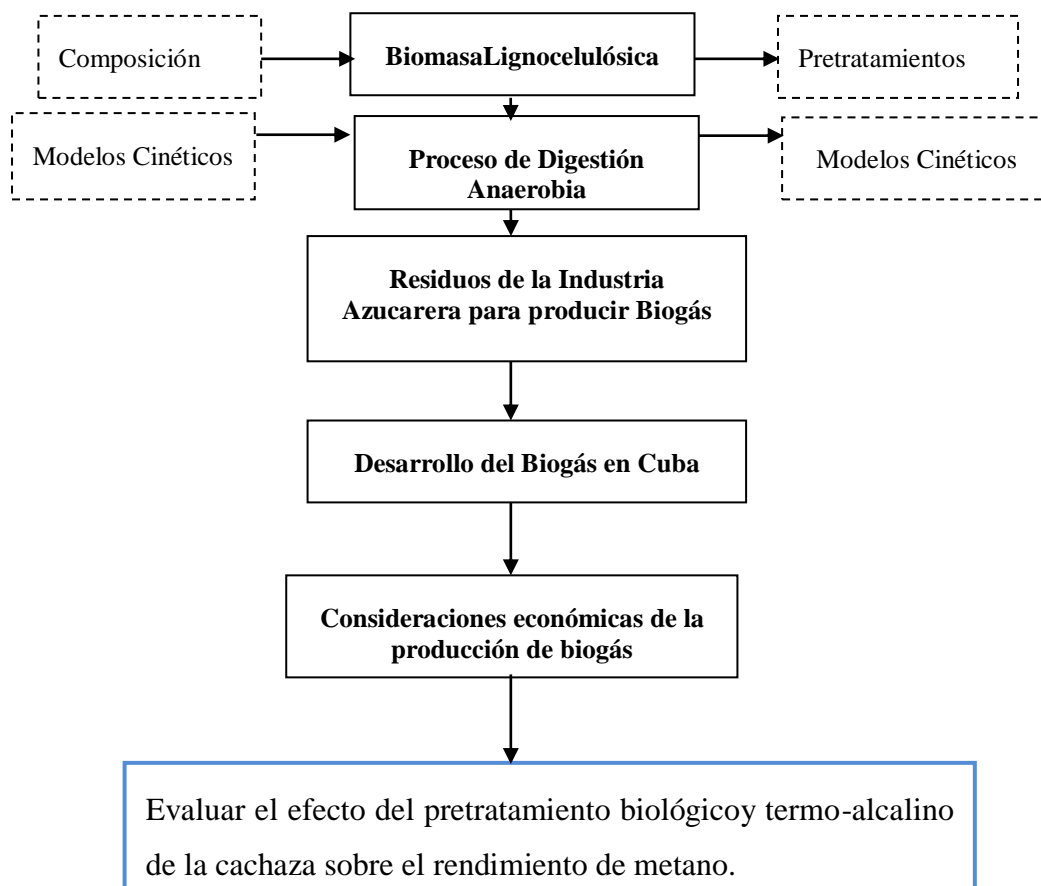 Composición
BiomasaLignocelulósica
Pretratamientos
Modelos Cinéticos
Proceso de Digestión
Anaerobia
Modelos Cinéticos
Residuos de la Industria
Azucarera para producir Biogás
Desarrollo del Biogás en Cuba
Consideraciones económicas de la
producción de biogás
Evaluar el efecto del pretratamiento biológicoy termo-alcalino
de la cachaza sobre el rendimiento de metano.